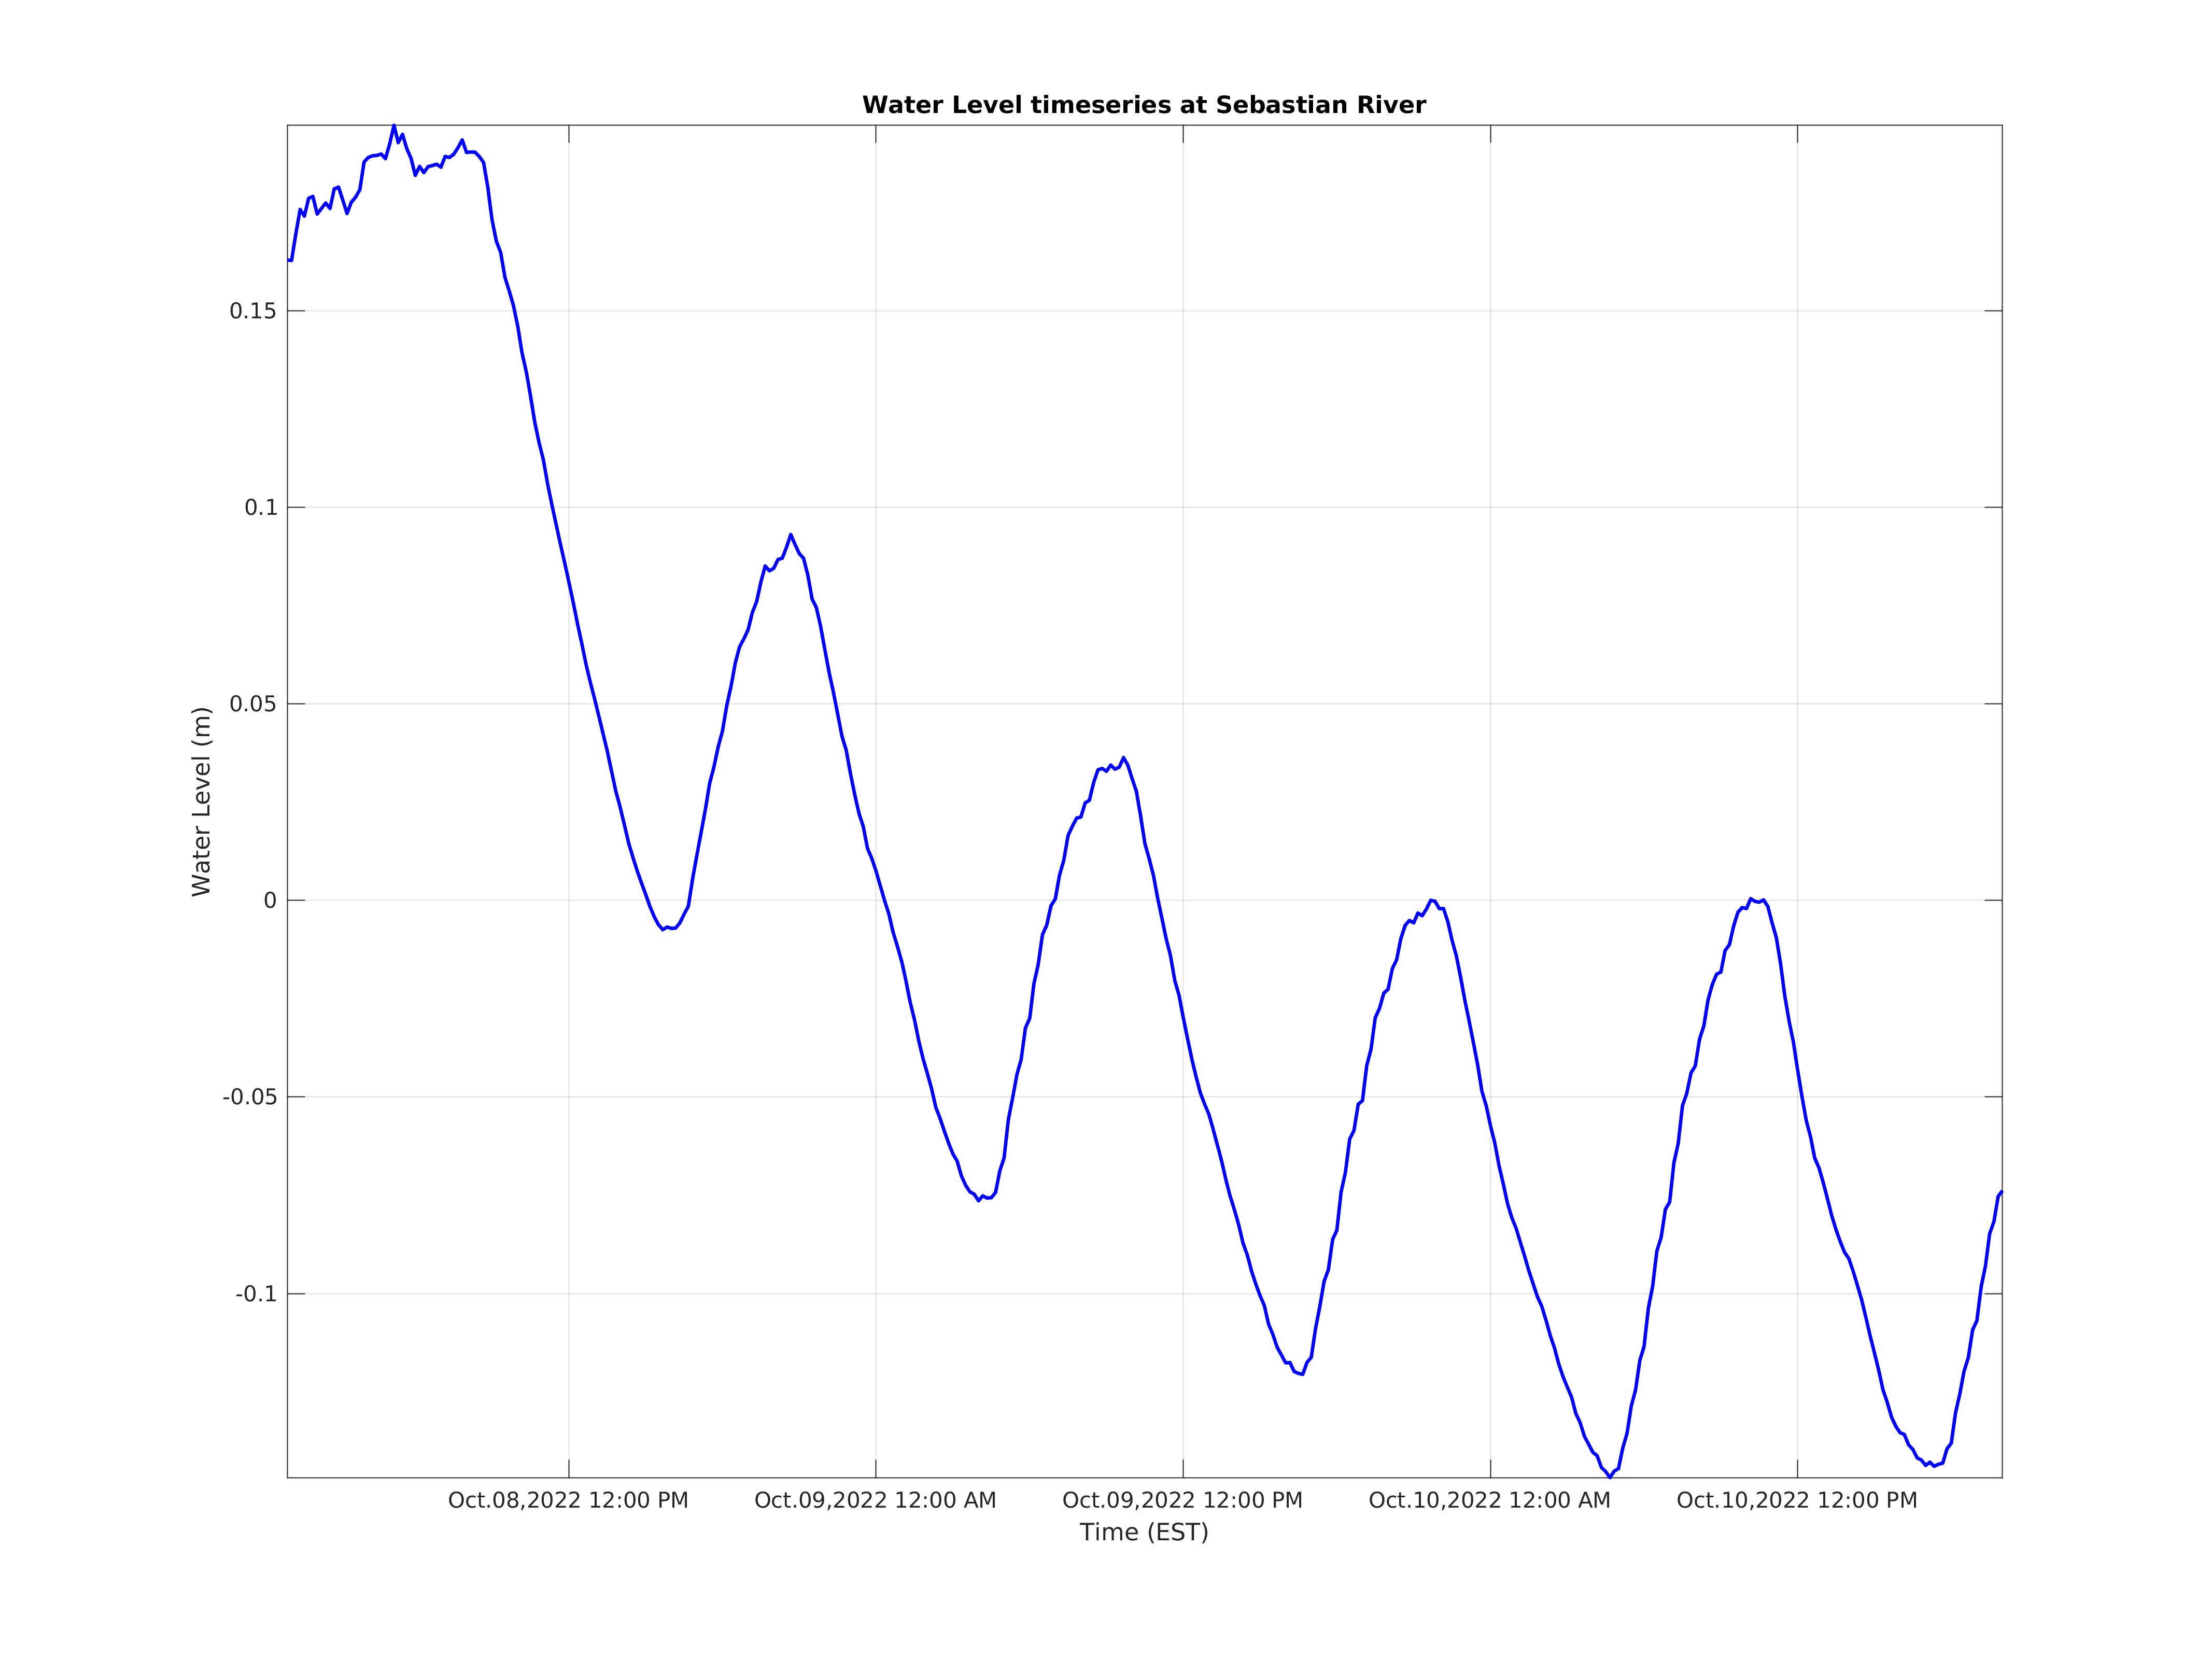 Water Level timeseries at Sebastian River
0.15
0.1
0.05
0
-0.05
-0.1
Water Level (m)
Oct.08,2022 12:00 PM
Oct.09,2022 12:00 AM
Oct.09,2022 12:00 PM
Oct.10,2022 12:00 AM
Oct.10,2022 12:00 PM
Time (EST)